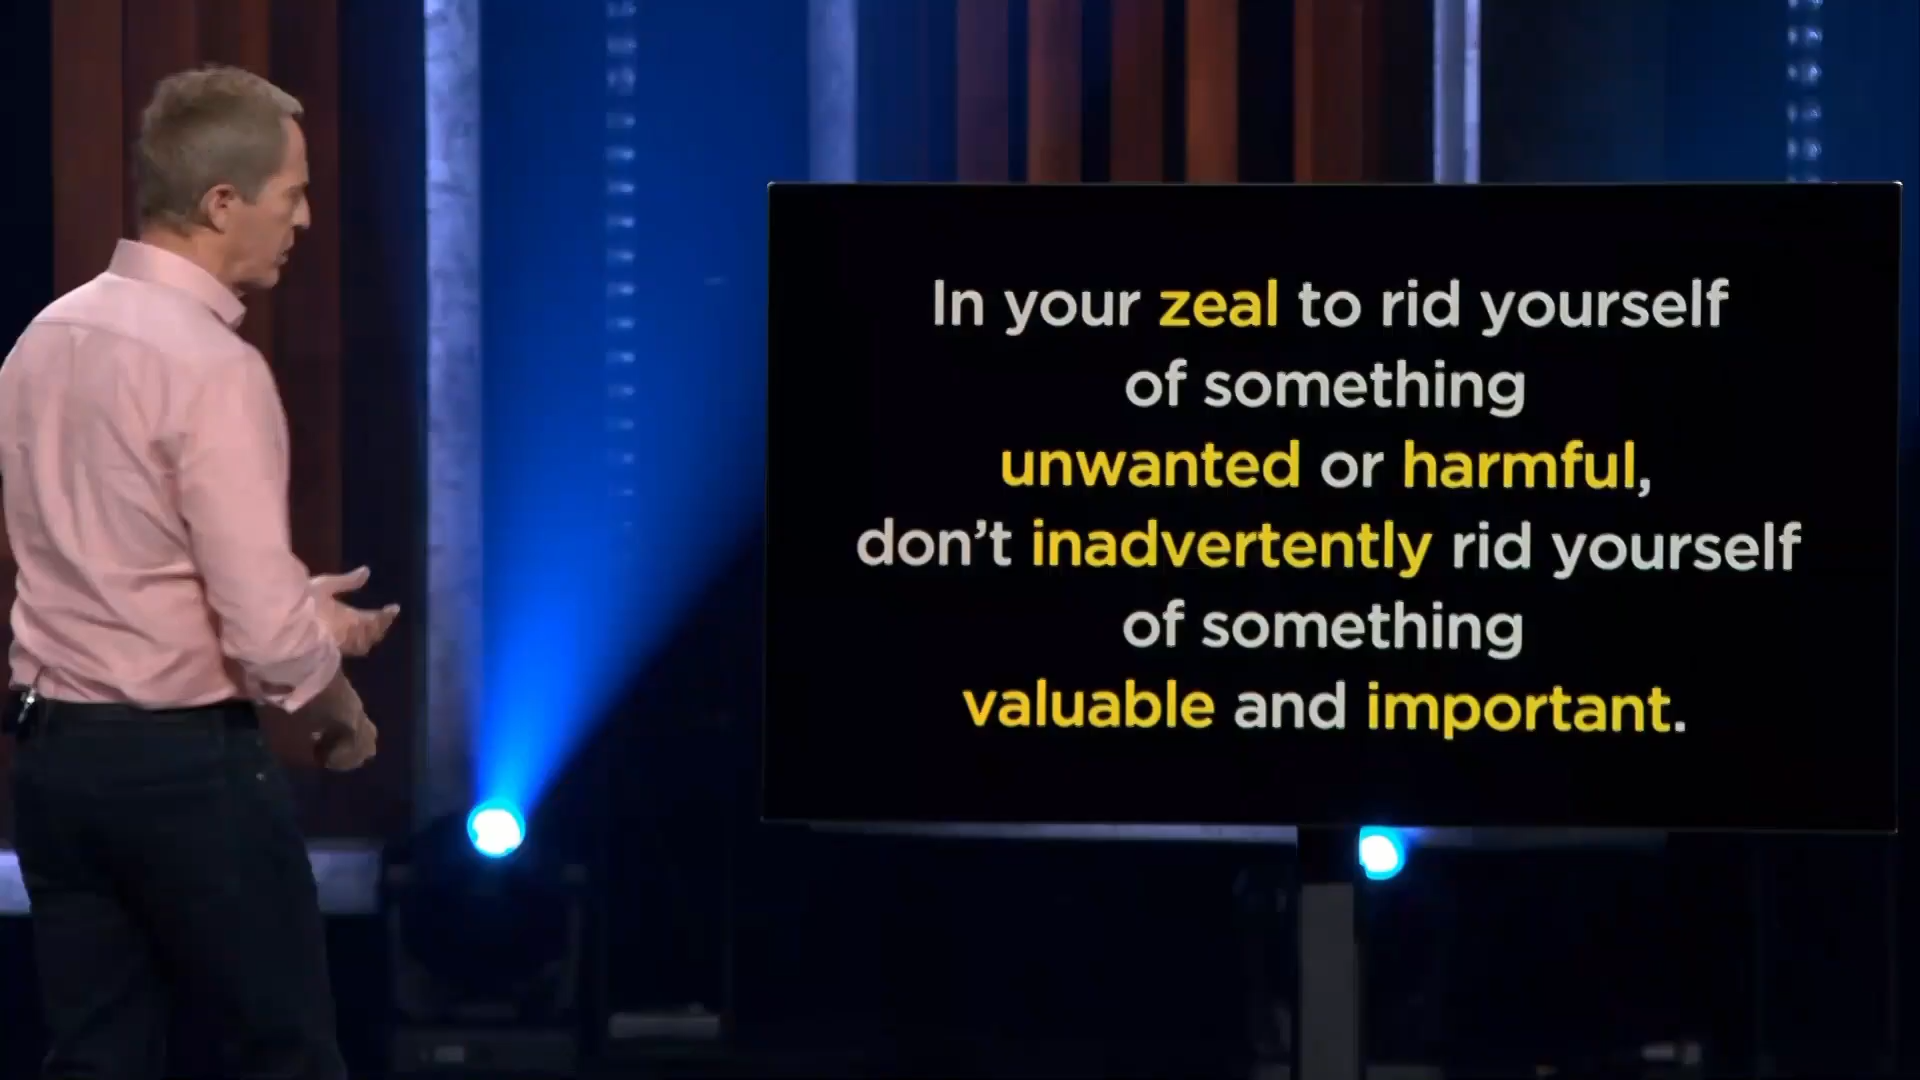 In your zeal to rid yourself
of something
unwanted or harmful,
don't inadvertently rid yourself
of something
valuable and important.